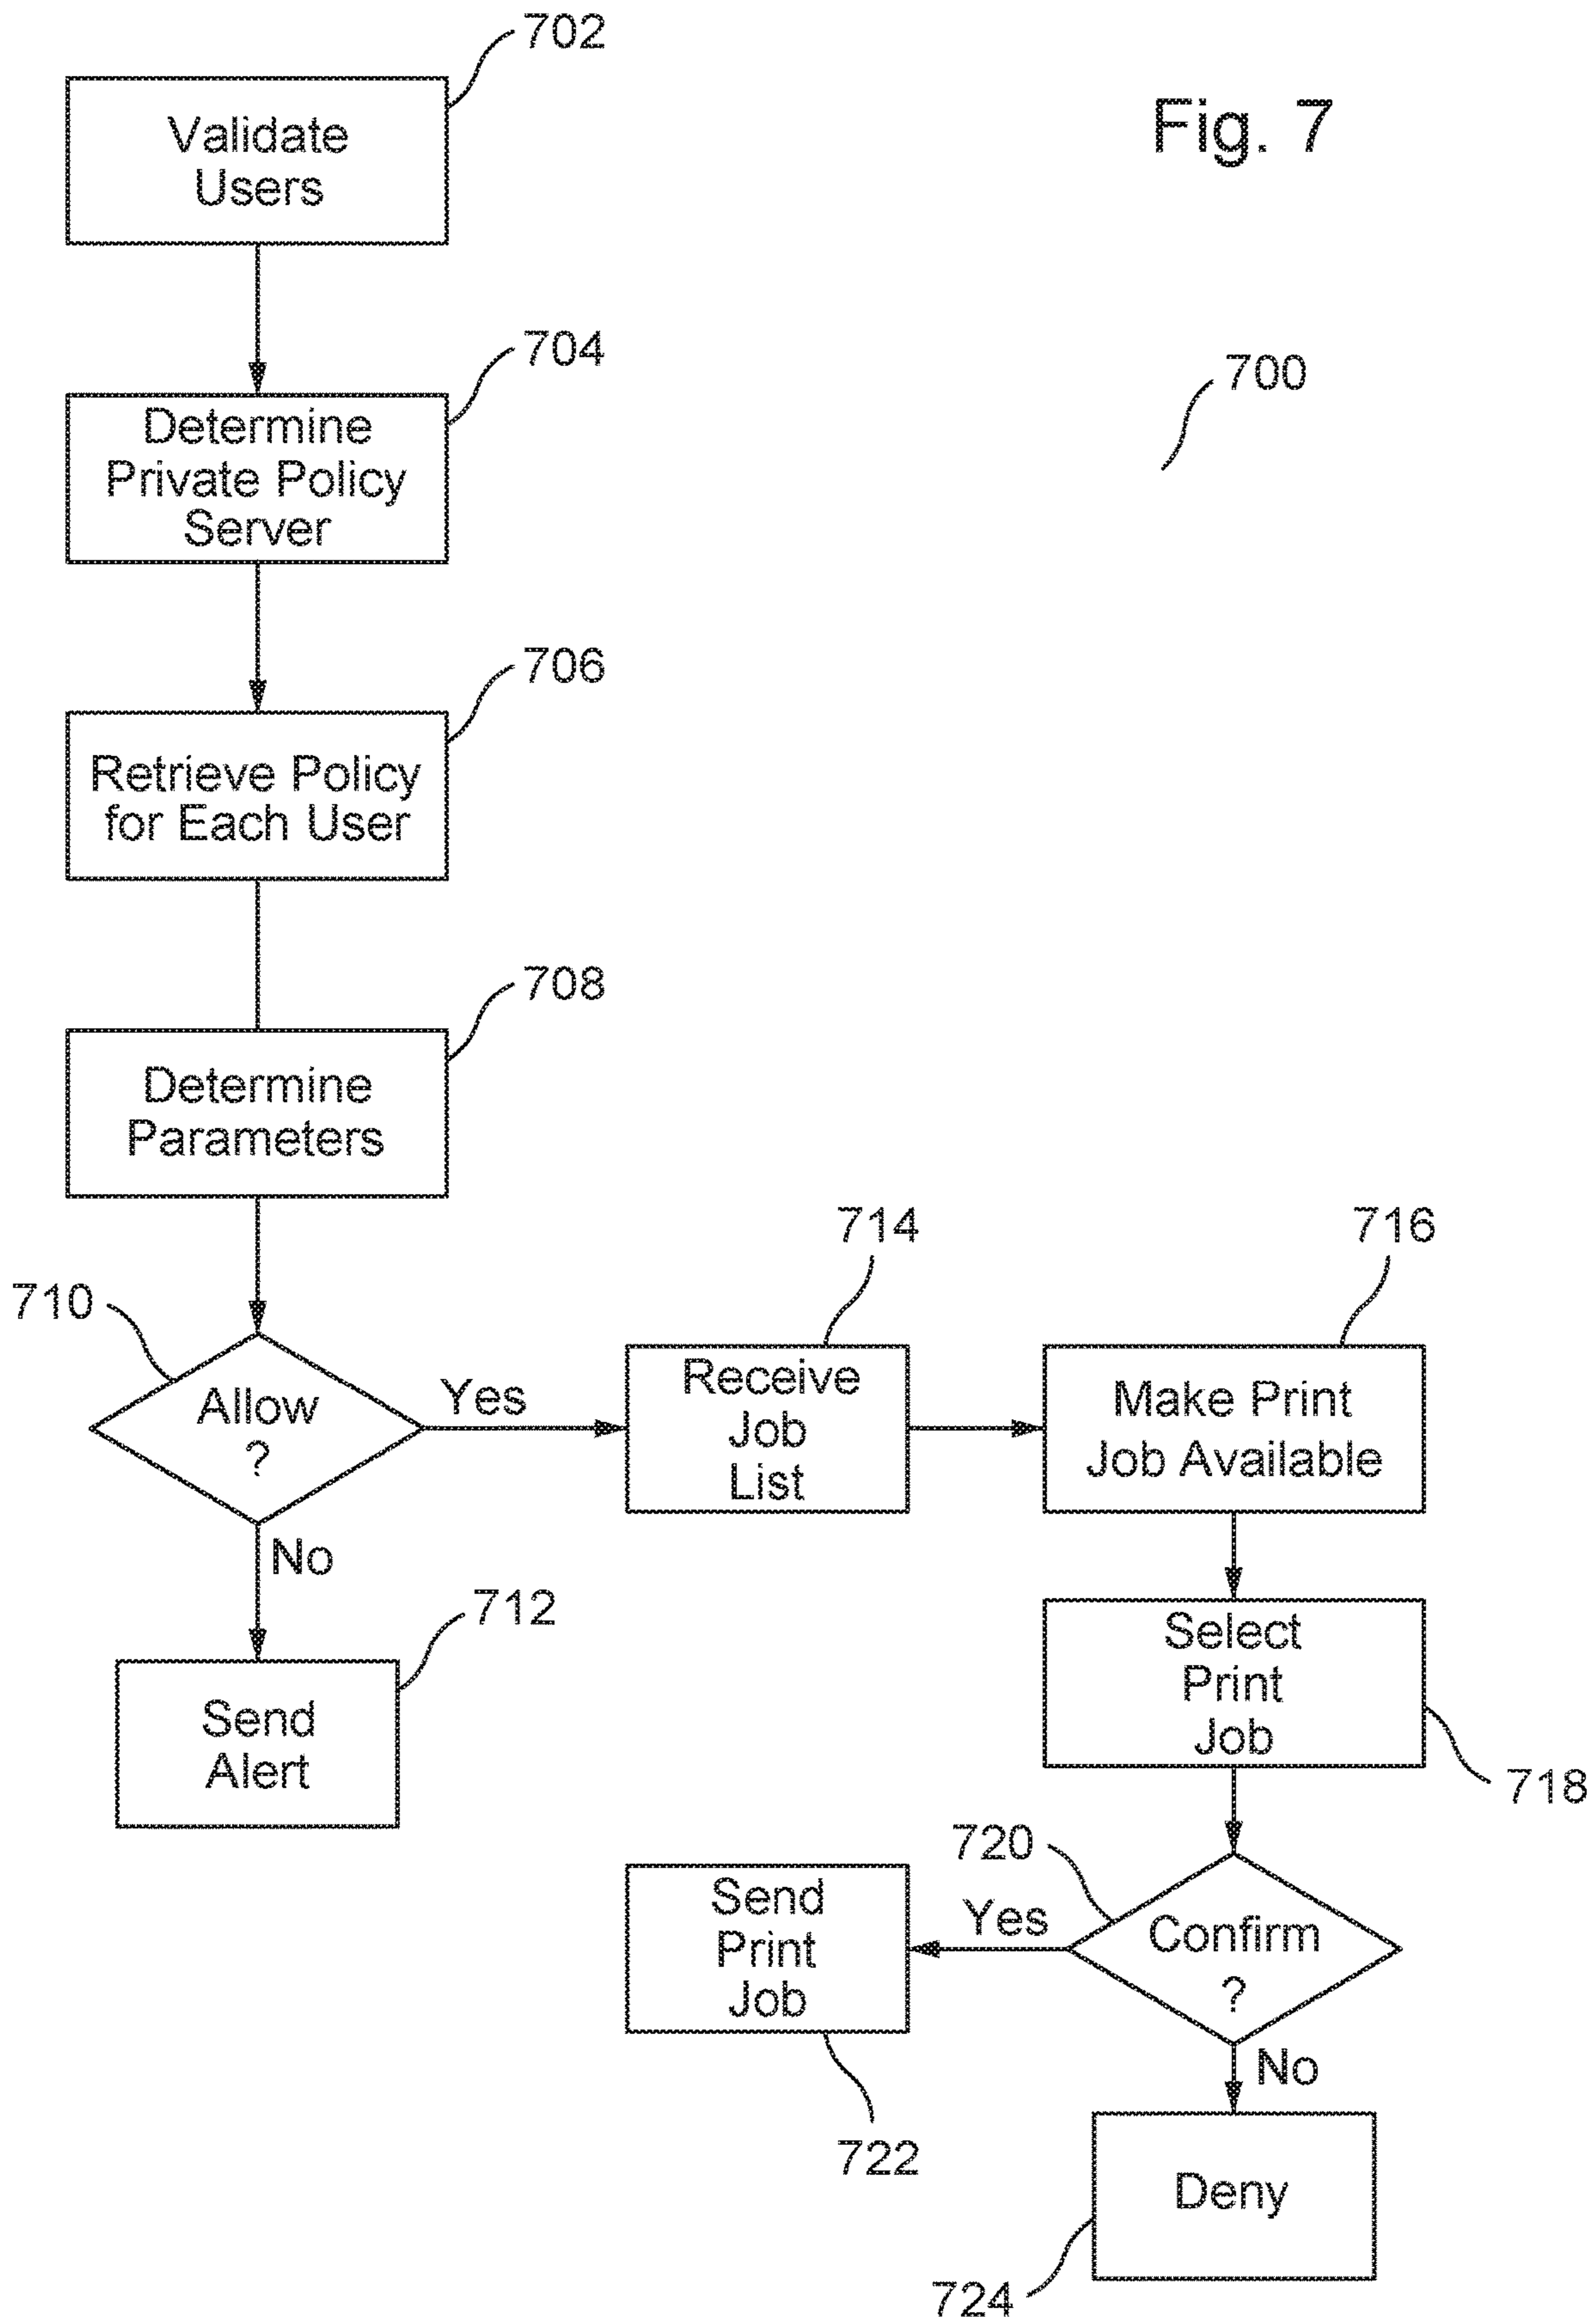 702
Fig. 7
Validate
Users
704
700
Determine
Private Policy
Server
706
Retrieve Policy
for Each User
708
Determine
Parameters
710
Allow
?
Yes
No
712
Send
Alert
714
Receive
Job
List
716
Make Print
Job Available
Select
Print
Job
718
720
Confirm
?
Yes
Send
Print
Job
722
No
Deny
724